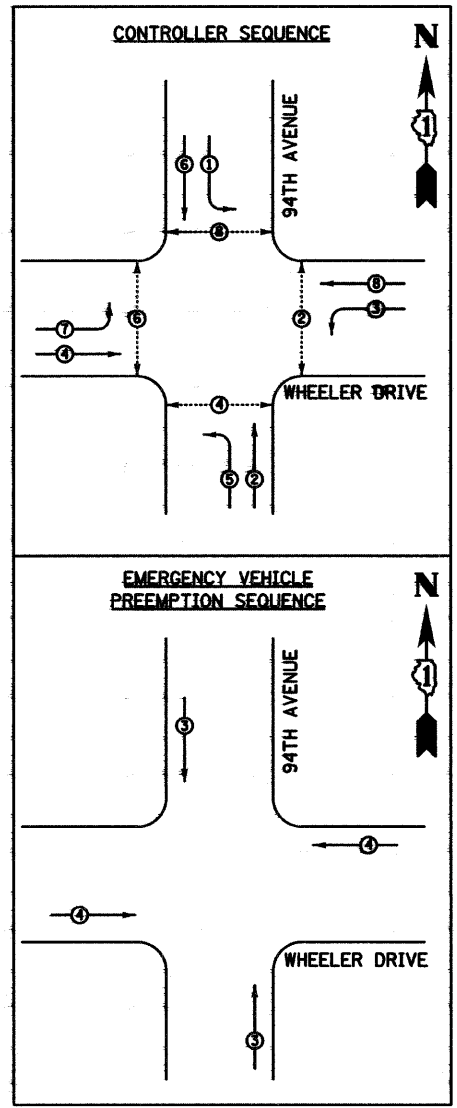 CONTROLLER SEQUENCE
N
1
94TH AVENUE
6 1
8
8
7
6
2
3
4
4
WHEELER DRIVE
5 2
EMERGENCY VEHICLE
PREEMPTION SEQUENCE
N
1
94TH AVENUE
3
4
4
WHEELER DRIVE
3